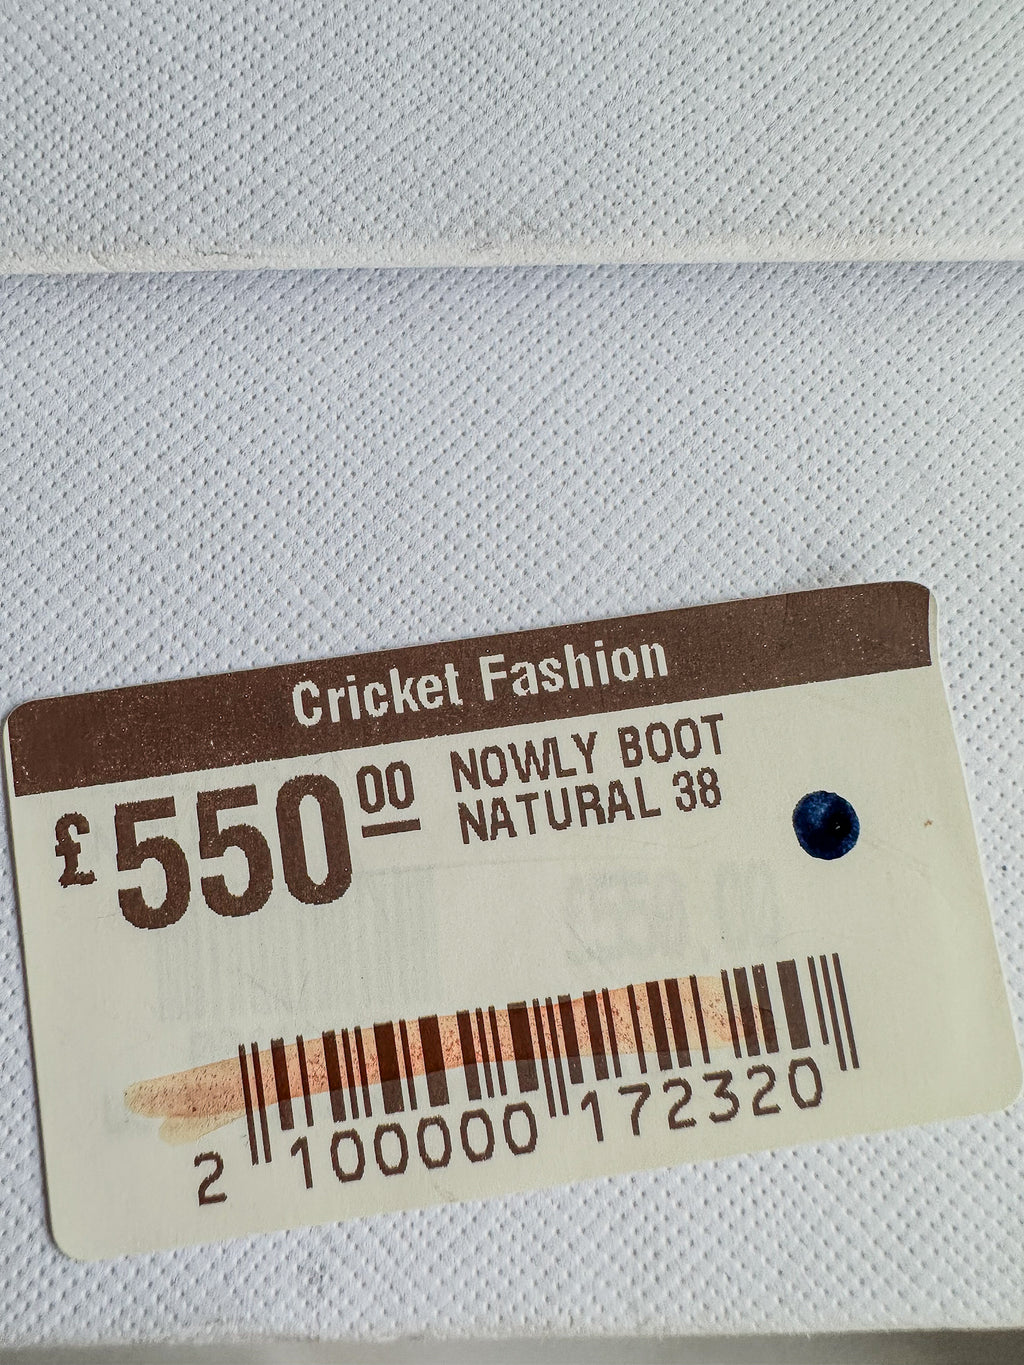 Cricket Fashion
£550.00 NOWLY BOOT
NATURAL 38
2 100000 172320